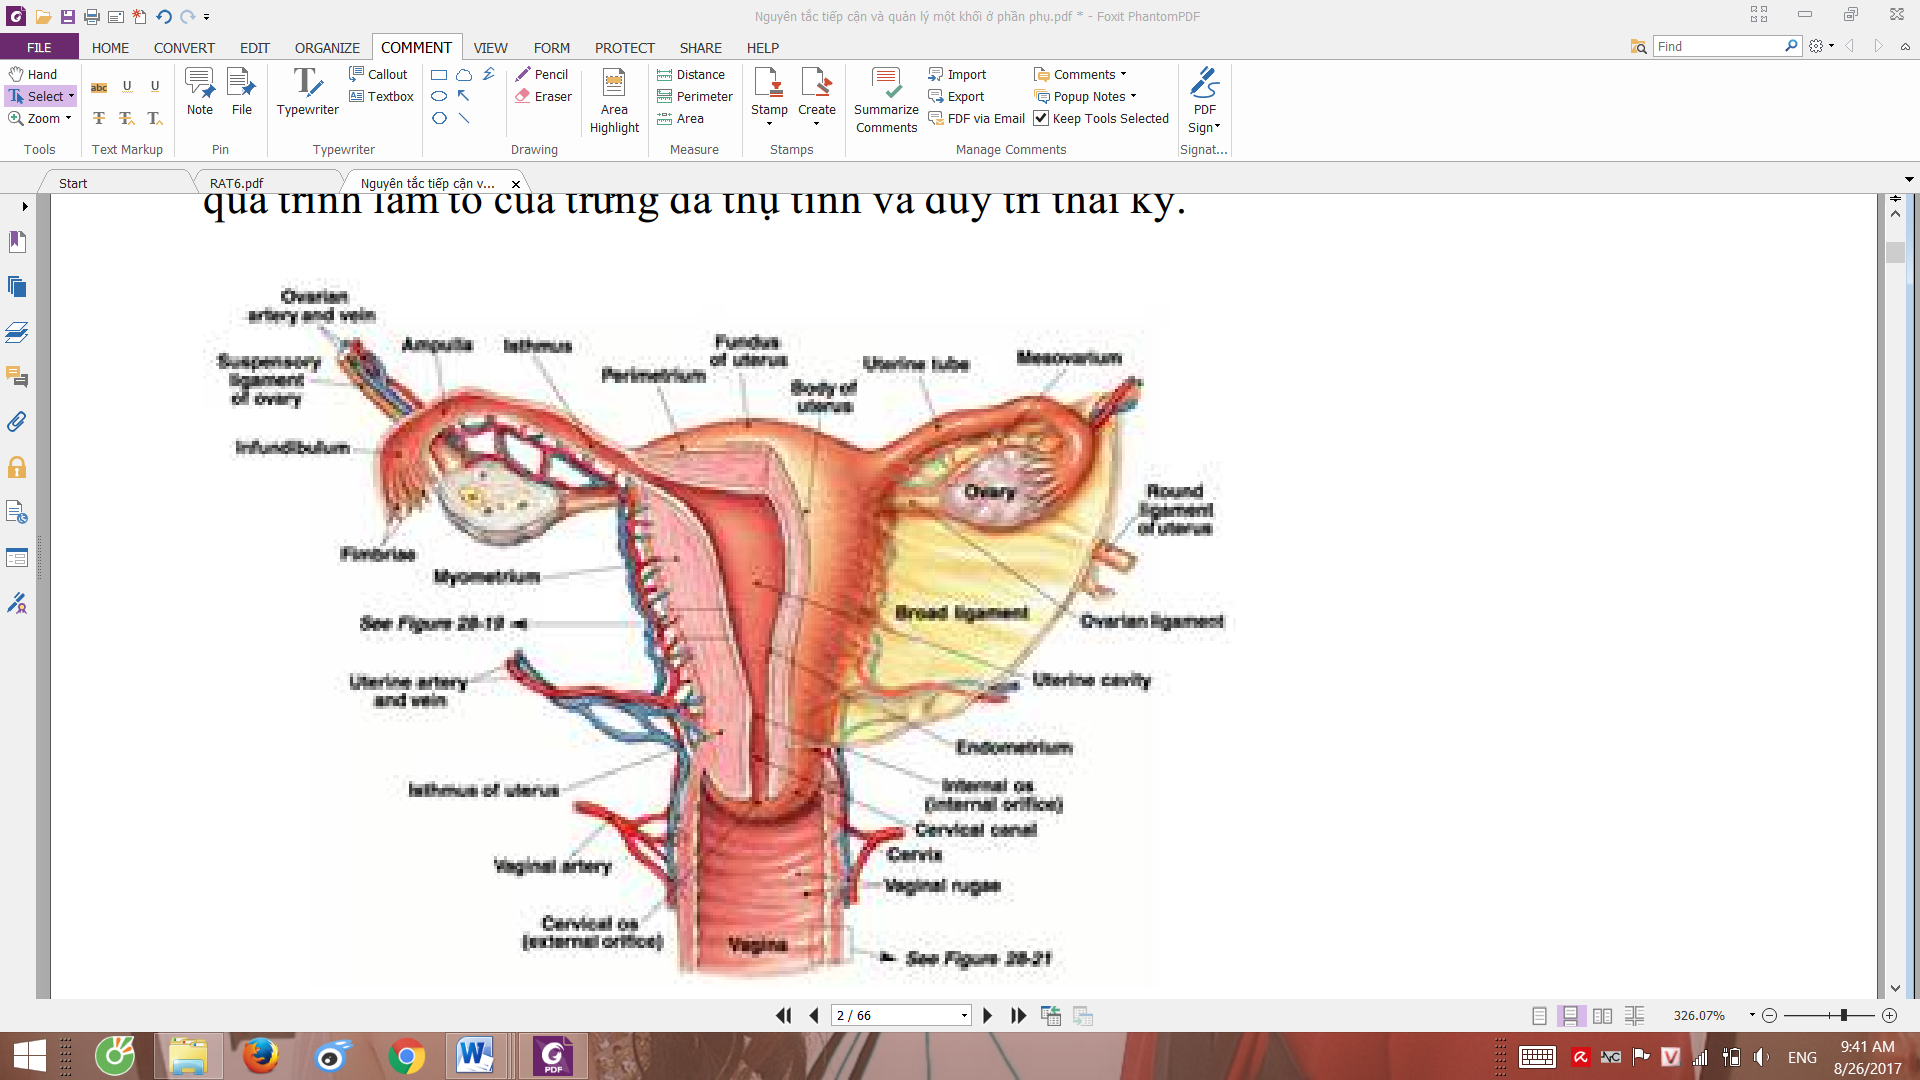 Nguyên tắc tiếp cận và quản lý một khối ở phần phụ.pdf * - Foxit PhantomPDF
FILE HOME CONVERT EDIT ORGANIZE COMMENT VIEW FORM PROTECT SHARE HELP
Find
Hand
Select
Zoom
Tools
abc U U
T T T
Text Markup
Note File
Pin
Typewriter
Callout
Textbox
Typewriter
Pencil
Eraser
Area
Highlight
Drawing
Distance
Perimeter
Area
Measure
Stamp Create
Stamps
Summarize
Comments
Import
Export
FDF via Email
Comments
Popup Notes
Keep Tools Selected
Manage Comments
PDF
Sign
Signat...
Start RAT6.pdf Nguyên tắc tiếp cận v...
quá trình làm tổ của trứng đã thụ tinh và duy trì thai kỳ.
Ovarian
artery and vein
Suspensory
ligament
of ovary
Ampulla
Isthmus
Perimetrium
Fundus
of uterus
Body of
uterus
Uterine tube
Mesovarium
Infundibulum
Ovary
Round
ligament
of uterus
Fimbriae
Myometrium
Broad ligament
Ovarian ligament
See Figure 28-19
Uterine artery
and vein
Uterine cavity
Endometrium
Isthmus of uterus
Internal os
(internal orifice)
Cervical canal
Cervix
Vaginal artery
Vaginal rugae
Cervical os
(external orifice)
Vagina
See Figure 28-21
2 / 66
326.07%
W
PDF
V
ENG
9:41 AM
8/26/2017